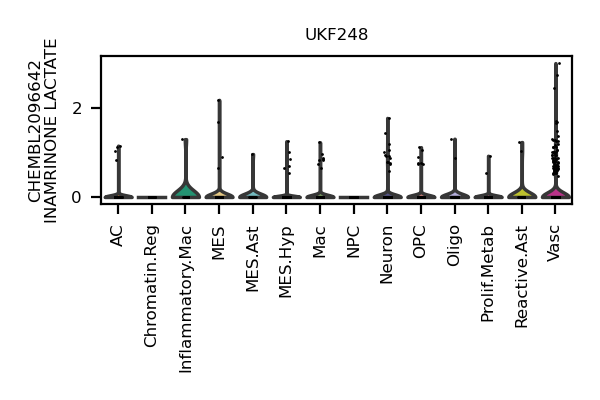 UKF248
CHEMBL2096642
INAMRINONE LACTATE
2
0
AC
Chromatin.Reg
Inflammatory.Mac
MES
MES.Ast
MES.Hyp
Mac
NPC
Neuron
OPC
Oligo
Prolif.Metab
Reactive.Ast
Vasc